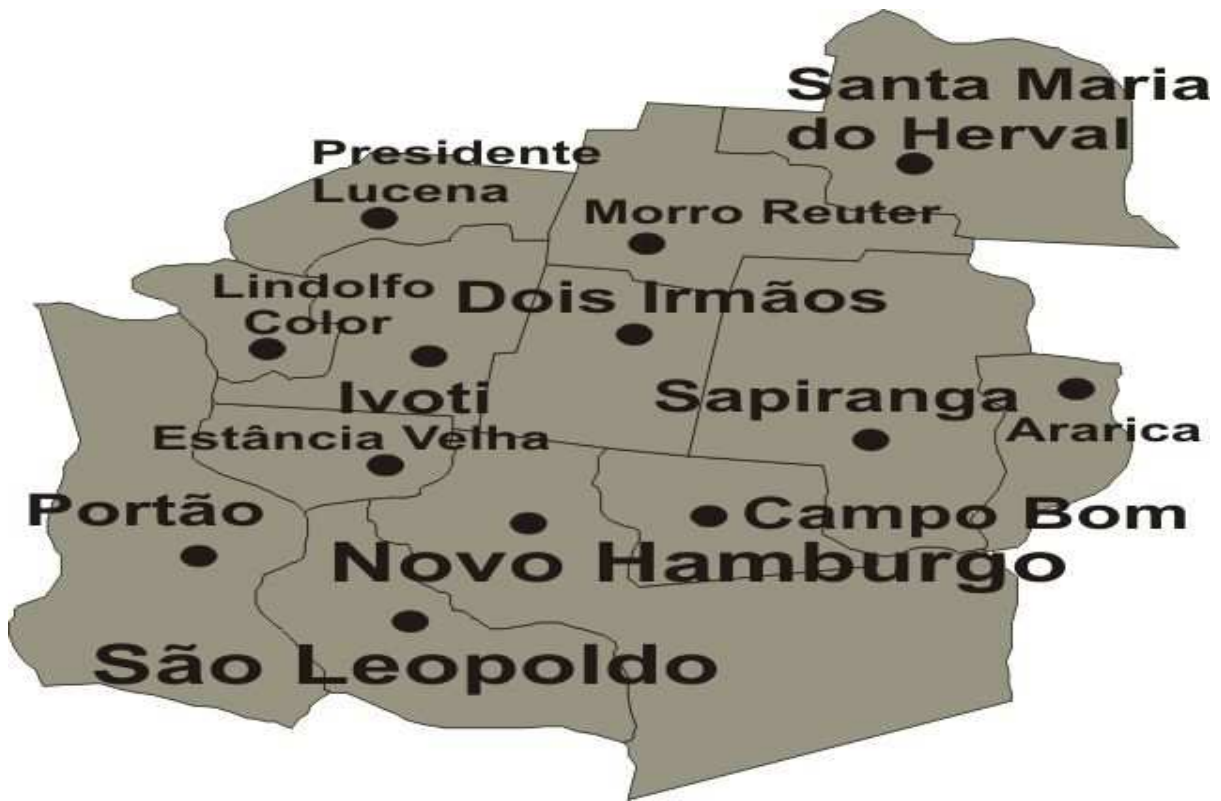 Santa Maria
do Herval
Presidente
Lucena
Morro Reuter
Lindolfo
Color
Dois Irmãos
Ivoti
Sapiranga
Ararica
Estância Velha
Portão
Campo Bom
Novo Hamburgo
São Leopoldo